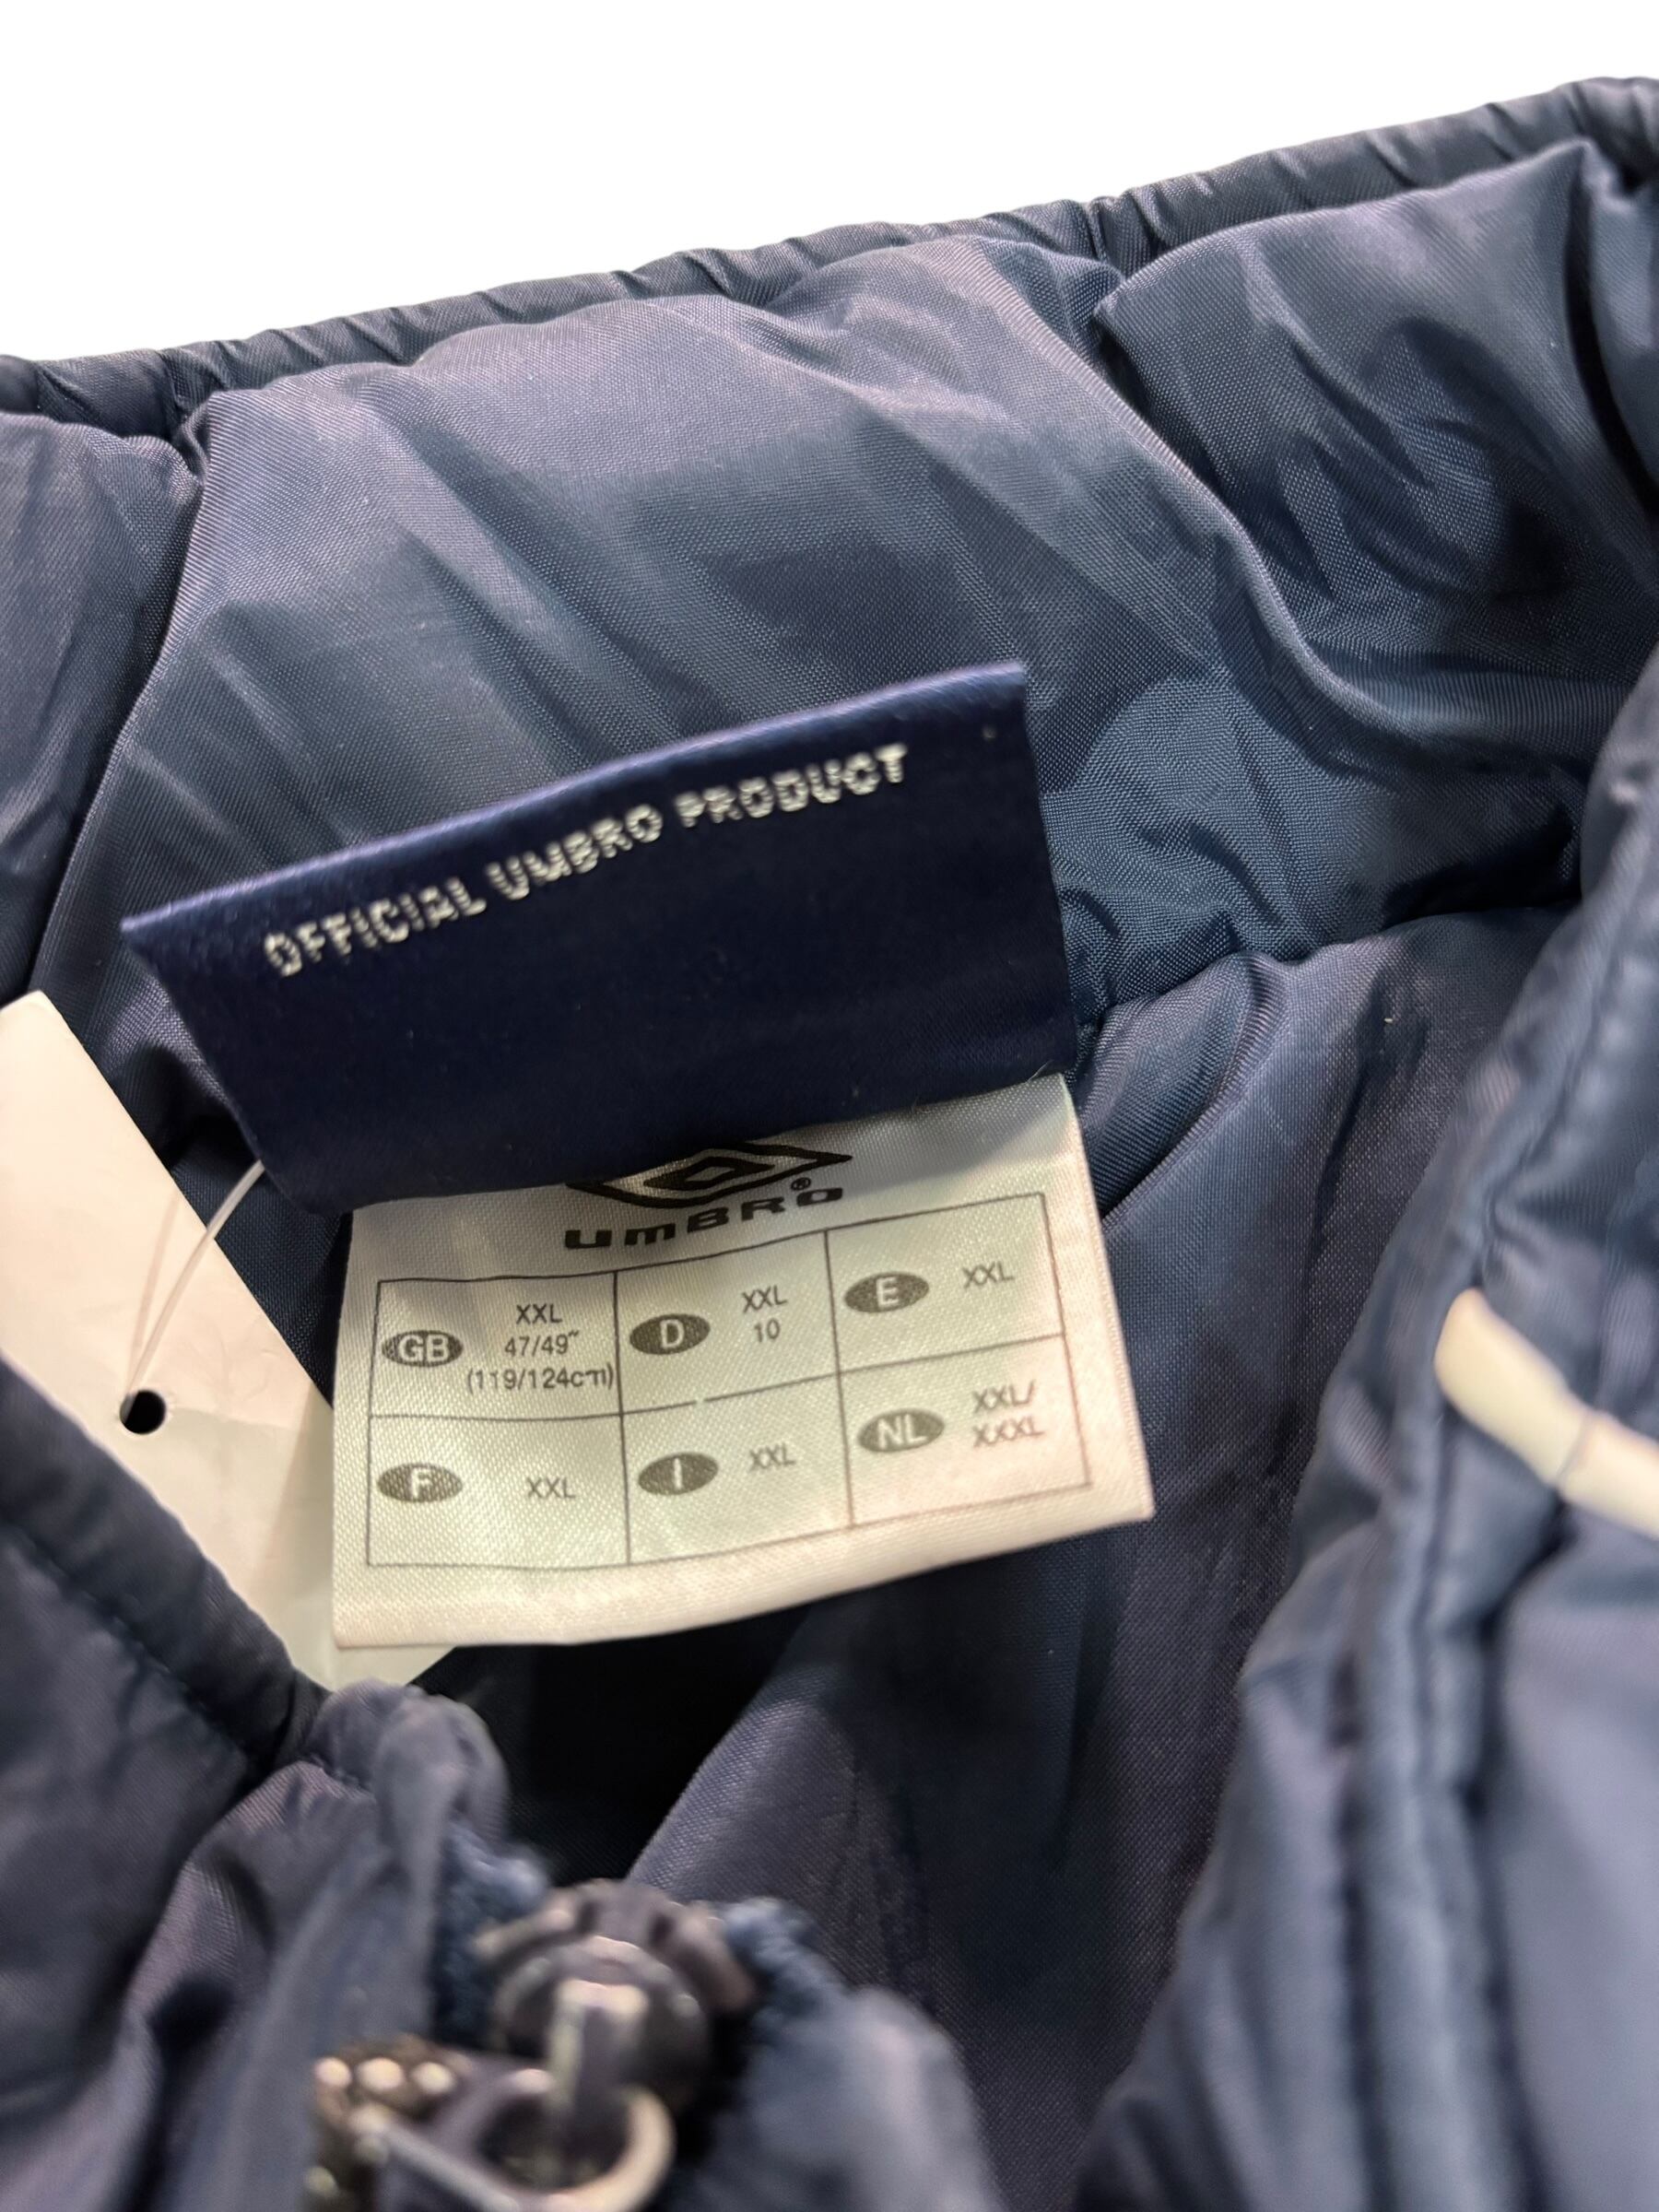 OFFICIAL UMBRO PRODUCT
umBRO®
GB XXL
47/49"
(119/124cm)
D XXL
10
E XXL
F XXL
I XXL
NL XXL/
XXXL